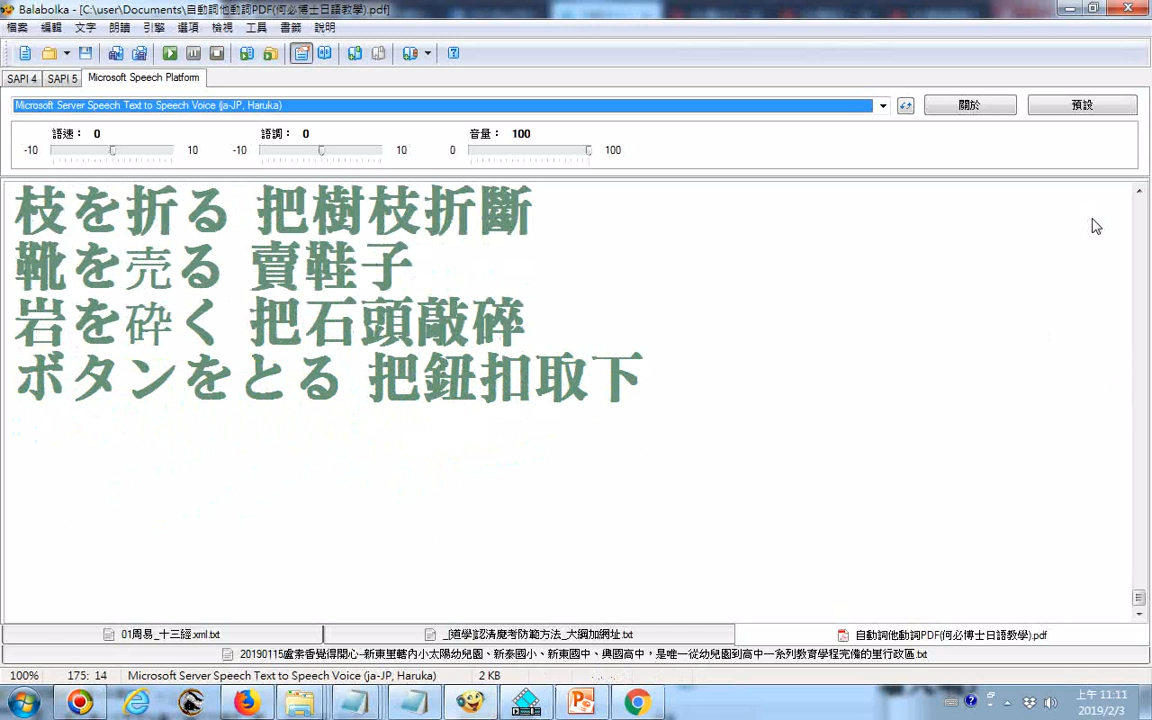 Balabolka - [C:\user\Documents\自動詞他動詞PDF(何必博士日語教學).pdf]
檔案 編輯 文字 朗讀 引擎 選項 檢視 工具 書籤 說明
SAPI 4 SAPI 5 Microsoft Speech Platform
Microsoft Server Speech Text to Speech Voice (ja-JP, Haruka) 關於 預設
語速： 0 語調： 0 音量： 100
-10 10 -10 10 0 100
枝を折る 把樹枝折斷
靴を売る 賣鞋子
岩を砕く 把石頭敲碎
ボタンをとる 把鈕扣取下
01周易_十三經.xml.txt _[道學]認清魔考防範方法_大綱加網址.txt 自動詞他動詞PDF(何必博士日語教學).pdf
20190115盧素香覺得開心~新東里轄內小太陽幼兒園、新泰國小、新東國中、興國高中，是唯一從幼兒園到高中一系列教育學程完備的里行政區.txt
100% 175: 14 Microsoft Server Speech Text to Speech Voice (ja-JP, Haruka) 2 KB
上午 11:11
2019/2/3